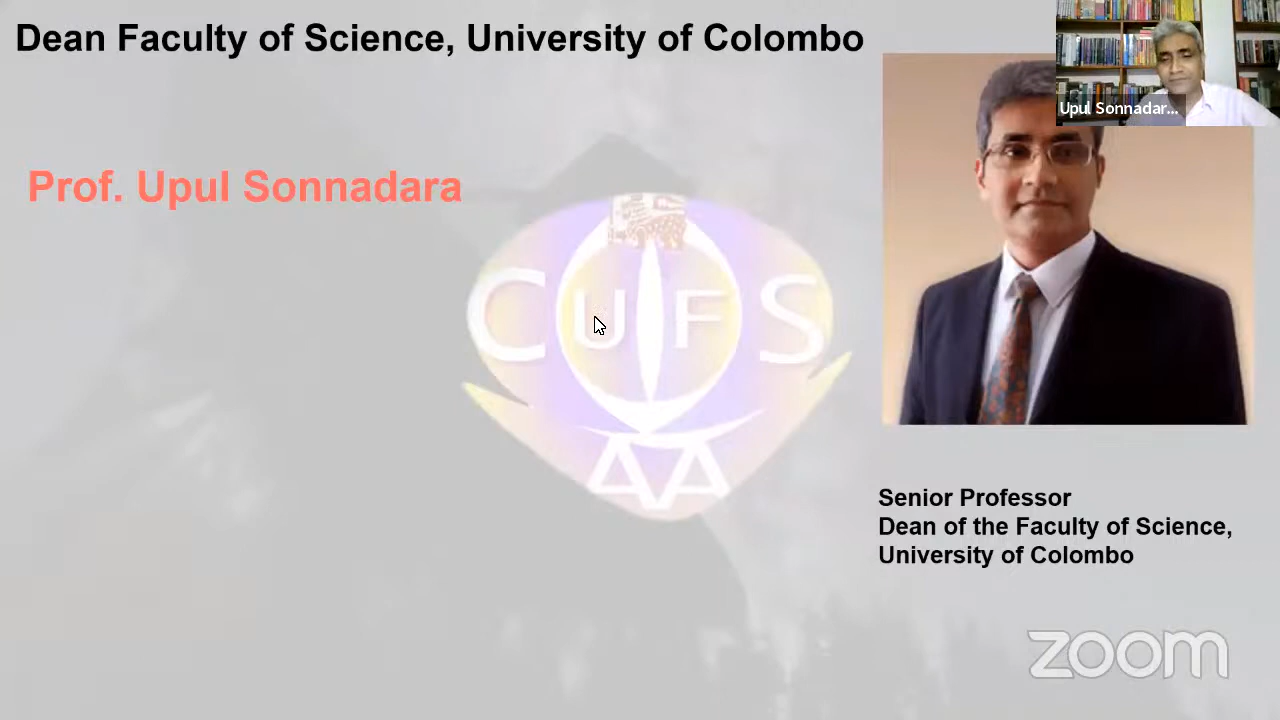 Dean Faculty of Science, University of Colombo
Upul Sonnadar...
Prof. Upul Sonnadara
CUFS
AA
Senior Professor
Dean of the Faculty of Science,
University of Colombo
zoom